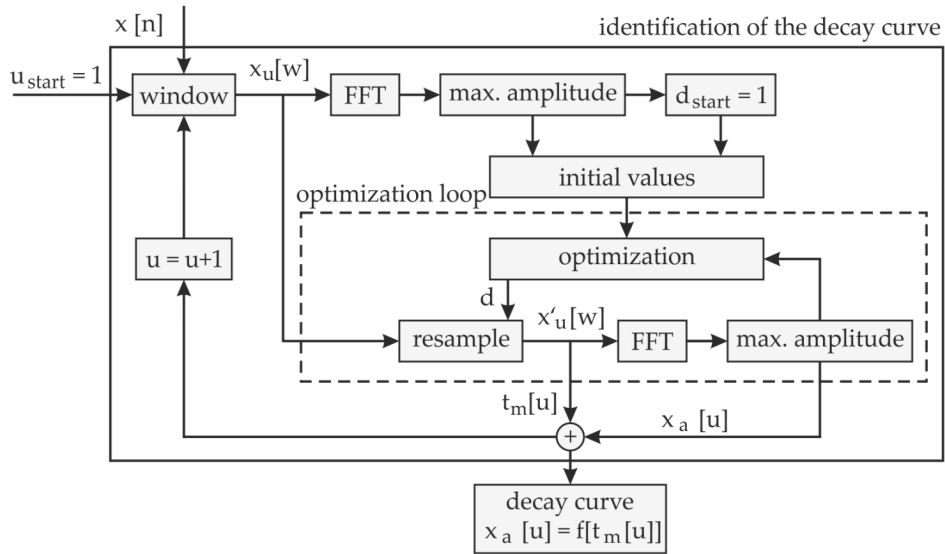 x [n]
identification of the decay curve
u start = 1
window
x u[w]
FFT
max. amplitude
d start = 1
initial values
optimization loop
optimization
u = u+1
d
resample
x‘u[w]
FFT
max. amplitude
t m[u]
x a [u]
+
decay curve
x a [u] = f[t m[u]]